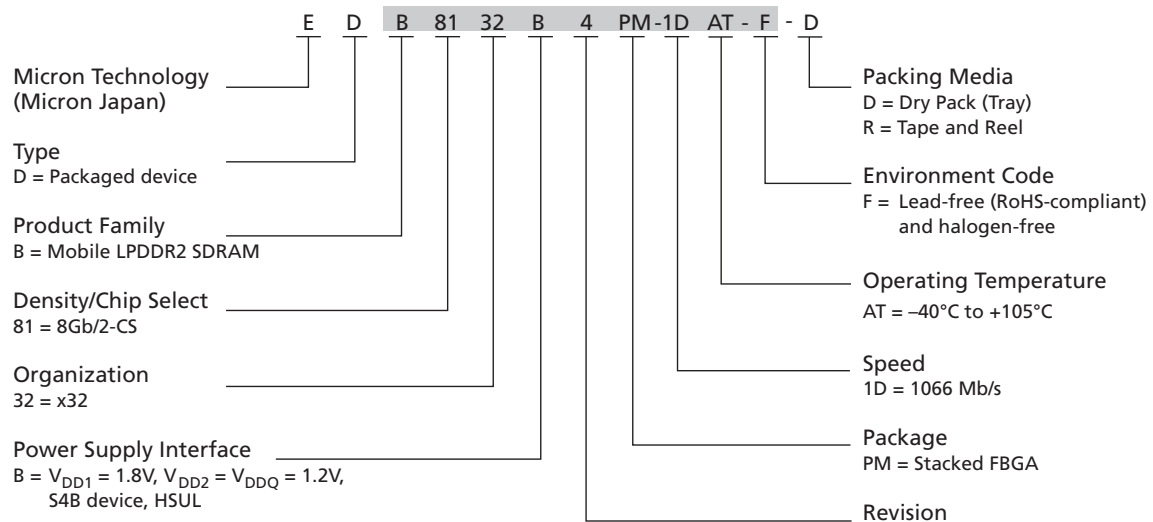 E D B 81 32 B 4 PM-1D AT - F - D
Micron Technology
(Micron Japan)
Type
D = Packaged device
Product Family
B = Mobile LPDDR2 SDRAM
Density/Chip Select
81 = 8Gb/2-CS
Organization
32 = x32
Power Supply Interface
B = VDD1 = 1.8V, VDD2 = VDDQ = 1.2V,
S4B device, HSUL
Packing Media
D = Dry Pack (Tray)
R = Tape and Reel
Environment Code
F = Lead-free (RoHS-compliant)
and halogen-free
Operating Temperature
AT = –40°C to +105°C
Speed
1D = 1066 Mb/s
Package
PM = Stacked FBGA
Revision